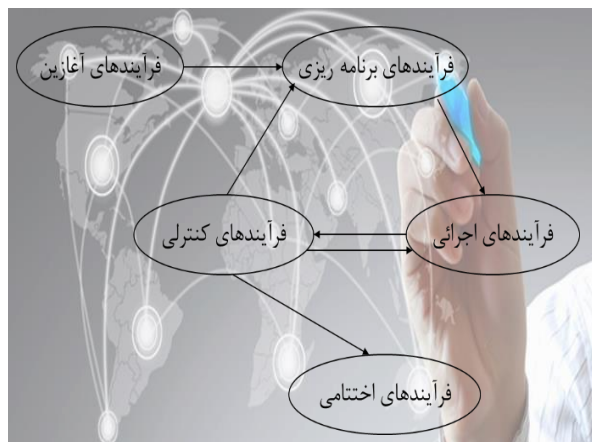 فرآیندهای آغازین
فرآیندهای برنامه ریزی
فرآیندهای کنترلی
فرآیندهای اجرائی
فرآیندهای اختتامی